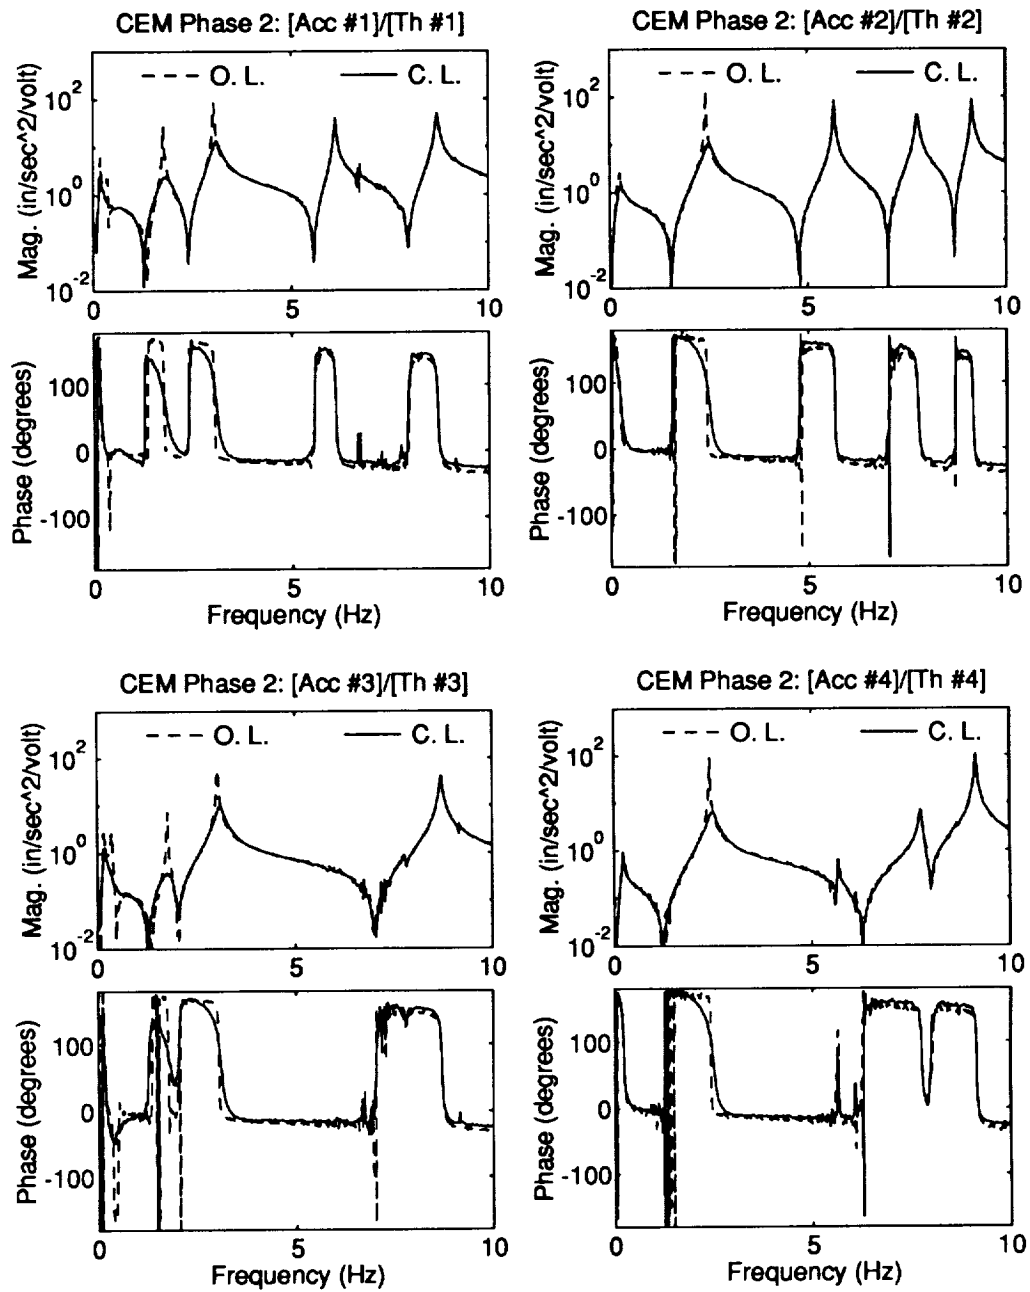 CEM Phase 2: [Acc #1]/[Th #1]
O. L.
C. L.
Mag. (in/sec^2/volt)
10^2
10^0
10^-2
0
5
10
Phase (degrees)
100
0
-100
0
5
10
Frequency (Hz)
CEM Phase 2: [Acc #2]/[Th #2]
O. L.
C. L.
Mag. (in/sec^2/volt)
10^2
10^0
10^-2
0
5
10
Phase (degrees)
100
0
-100
0
5
10
Frequency (Hz)
CEM Phase 2: [Acc #3]/[Th #3]
O. L.
C. L.
Mag. (in/sec^2/volt)
10^2
10^0
10^-2
0
5
10
Phase (degrees)
100
0
-100
0
5
10
Frequency (Hz)
CEM Phase 2: [Acc #4]/[Th #4]
O. L.
C. L.
Mag. (in/sec^2/volt)
10^2
10^0
10^-2
0
5
10
Phase (degrees)
100
0
-100
0
5
10
Frequency (Hz)